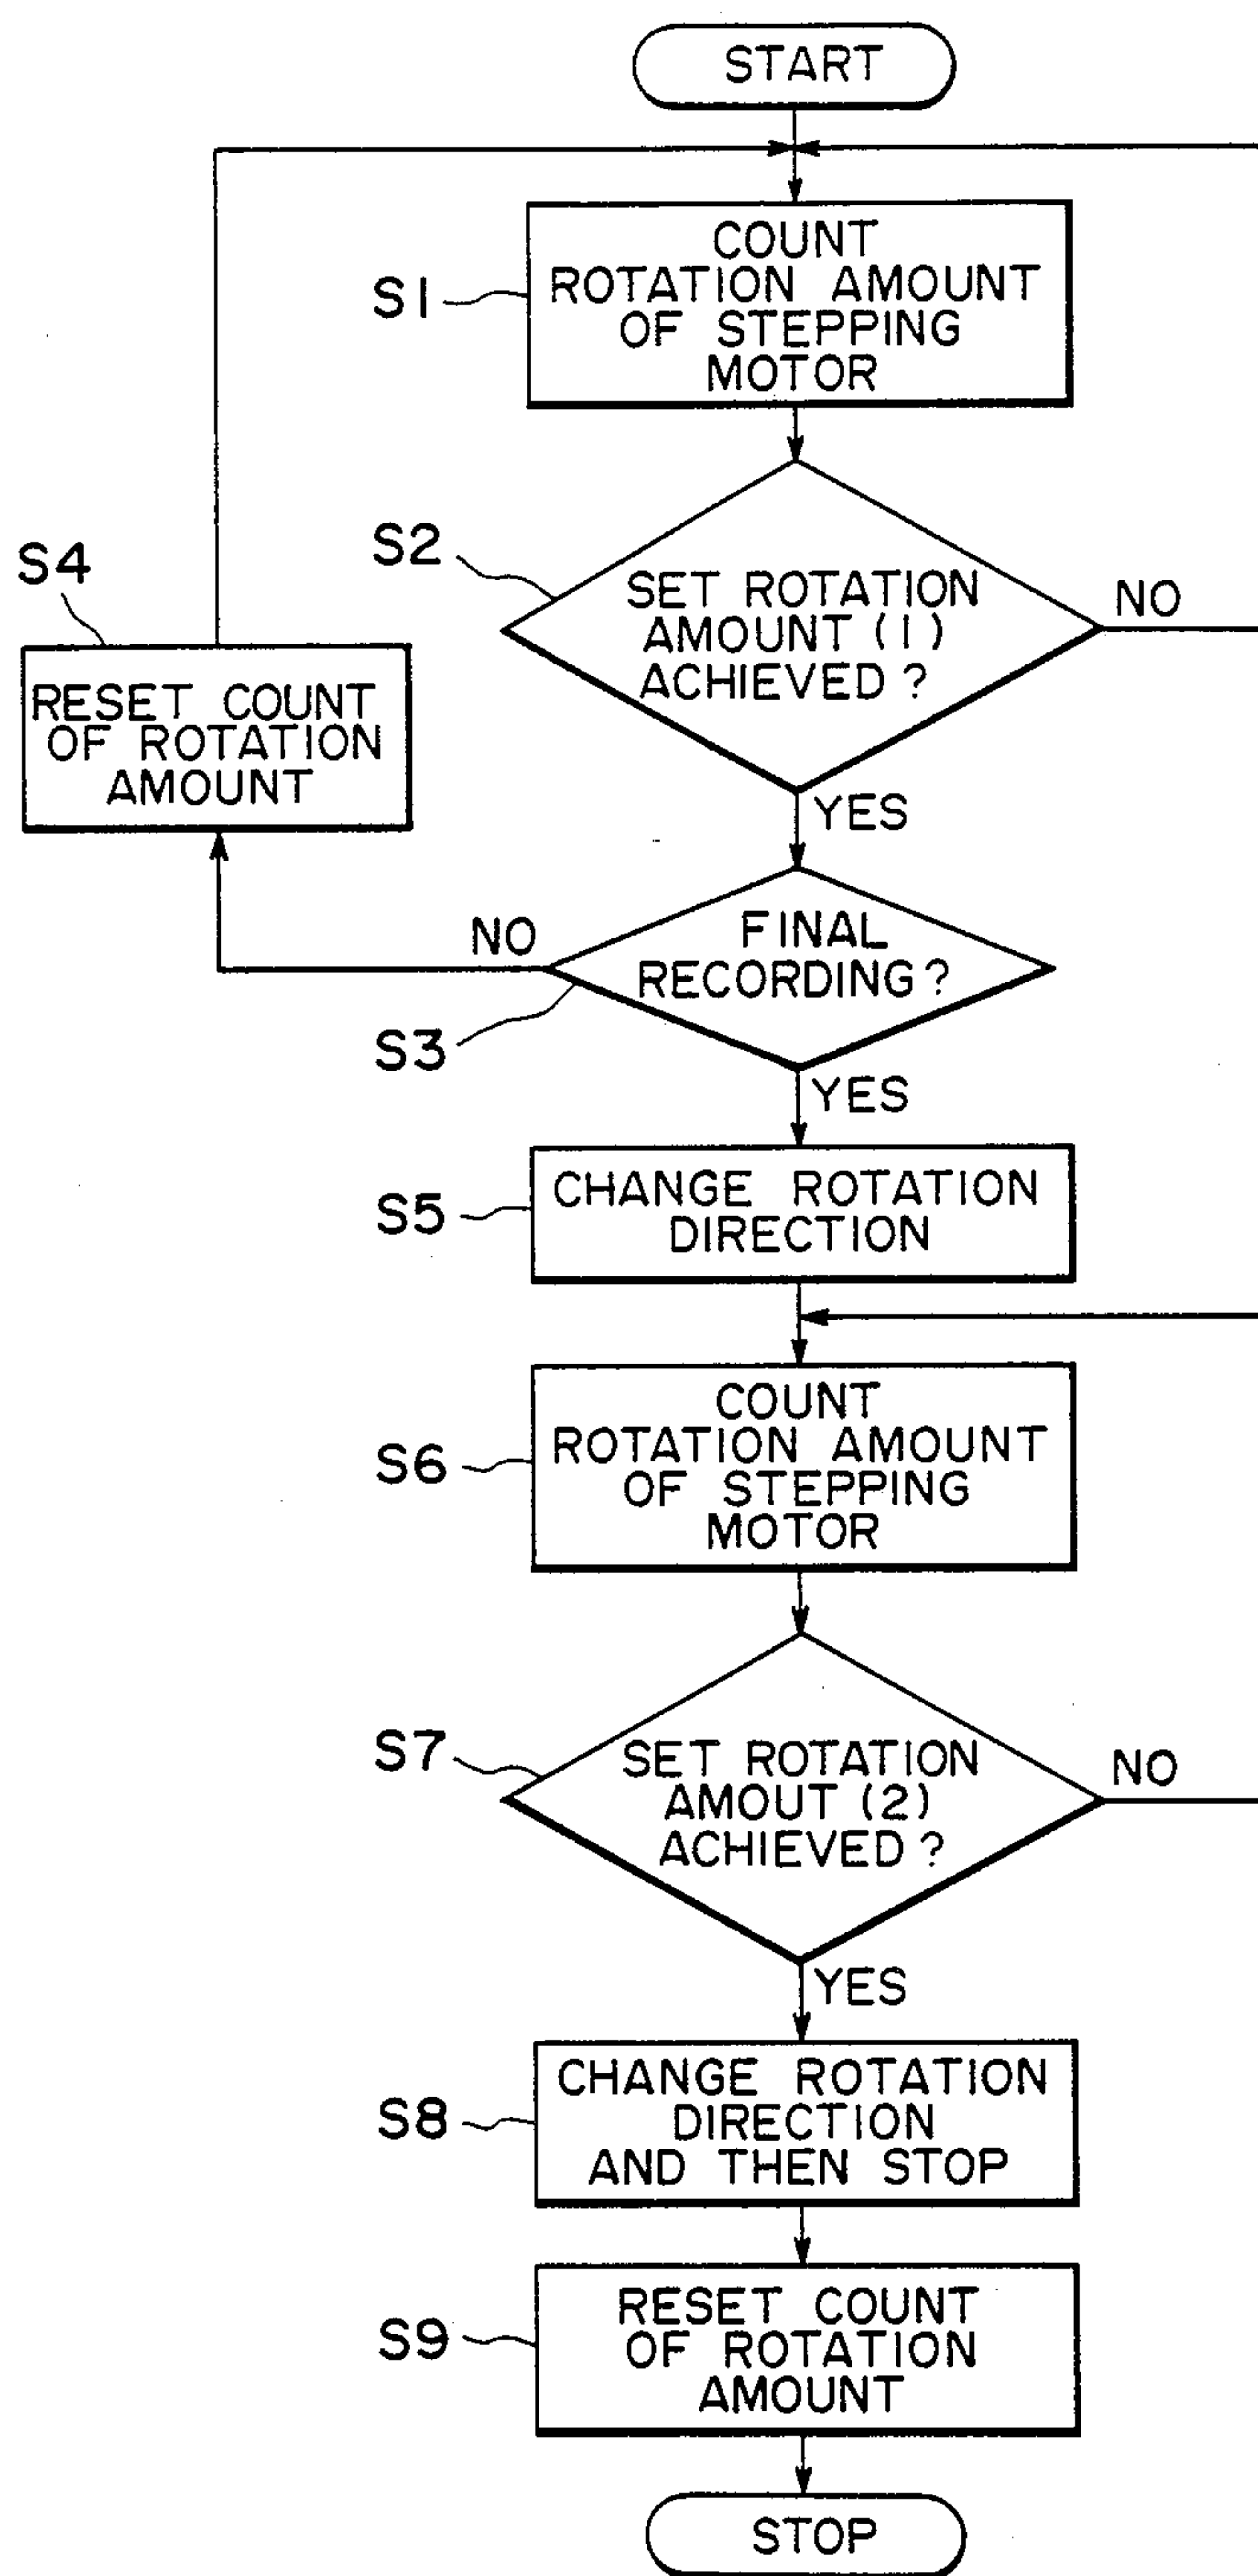 START
S1
COUNT
ROTATION AMOUNT
OF STEPPING
MOTOR
S2
SET ROTATION
AMOUNT (1)
ACHIEVED ?
NO
YES
S4
RESET COUNT
OF ROTATION
AMOUNT
S3
FINAL
RECORDING ?
NO
YES
S5
CHANGE ROTATION
DIRECTION
S6
COUNT
ROTATION AMOUNT
OF STEPPING
MOTOR
S7
SET ROTATION
AMOUT (2)
ACHIEVED ?
NO
YES
S8
CHANGE ROTATION
DIRECTION
AND THEN STOP
S9
RESET COUNT
OF ROTATION
AMOUNT
STOP